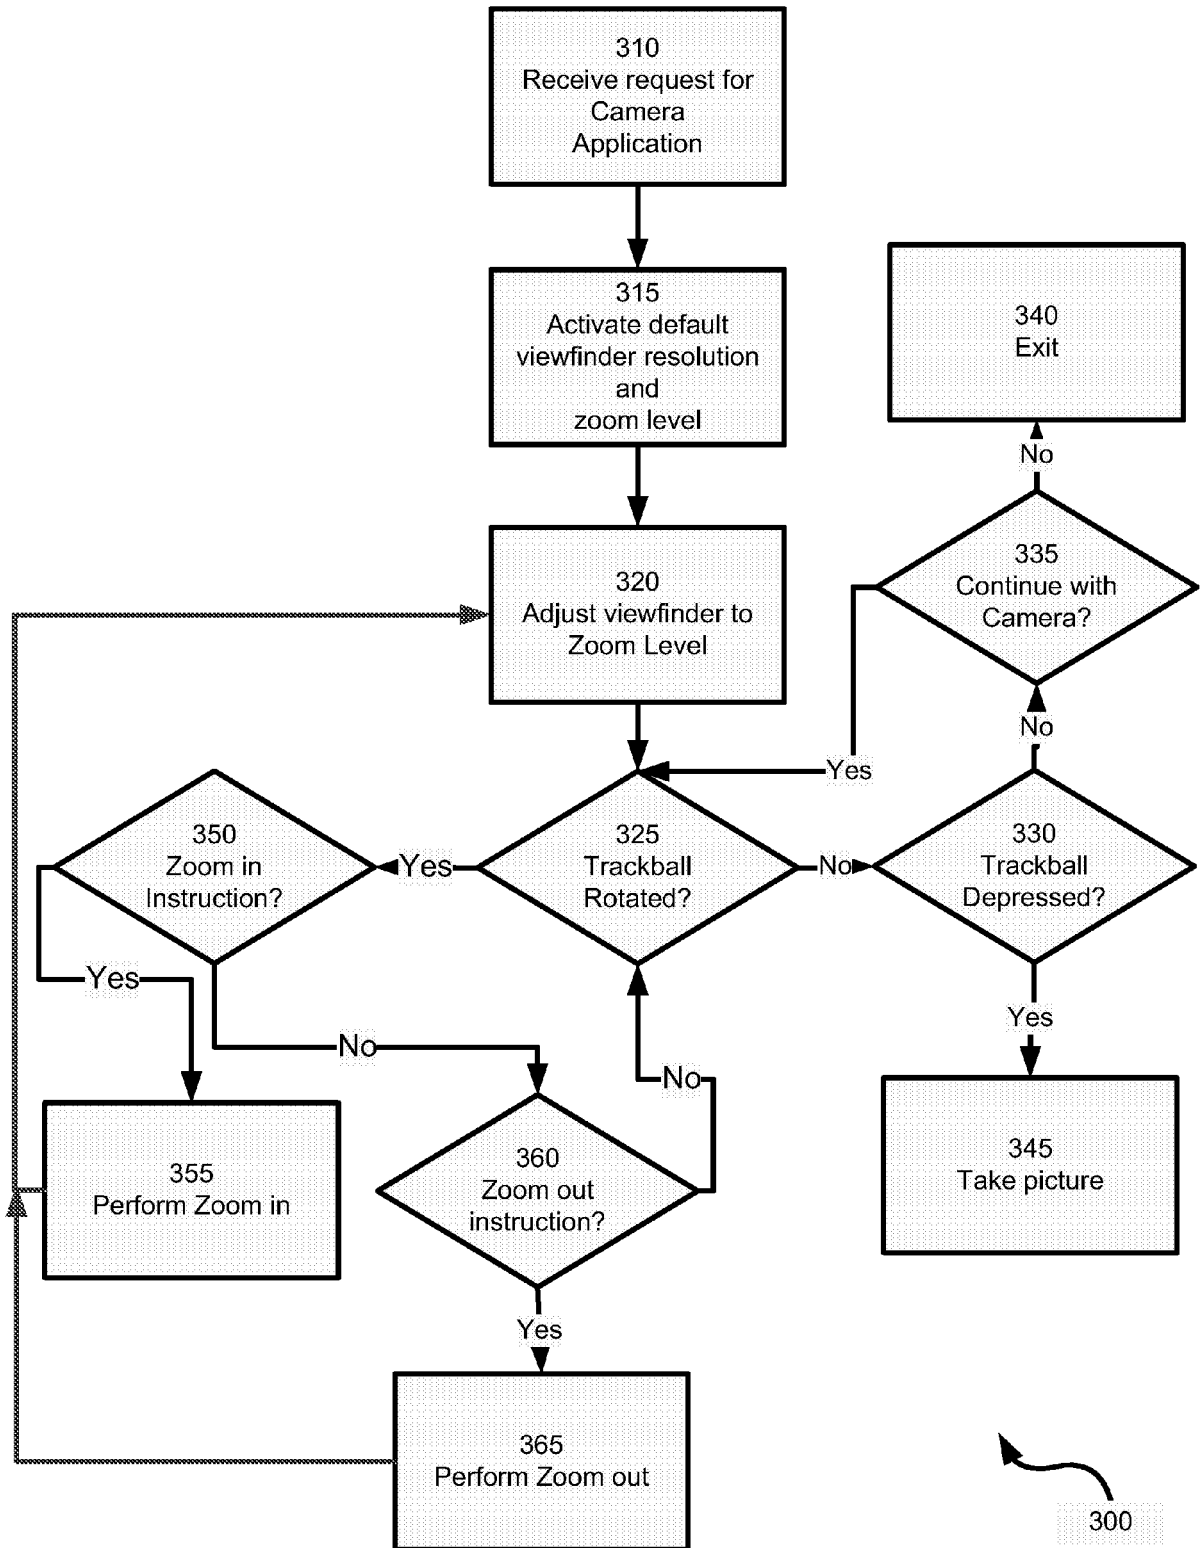 310
Receive request for
Camera
Application
315
Activate default
viewfinder resolution
and
zoom level
340
Exit
No
335
Continue with
Camera?
320
Adjust viewfinder to
Zoom Level
No
Yes
350
Zoom in
Instruction?
Yes
325
Trackball
Rotated?
No
330
Trackball
Depressed?
Yes
No
Yes
No
355
Perform Zoom in
360
Zoom out
instruction?
345
Take picture
Yes
365
Perform Zoom out
300